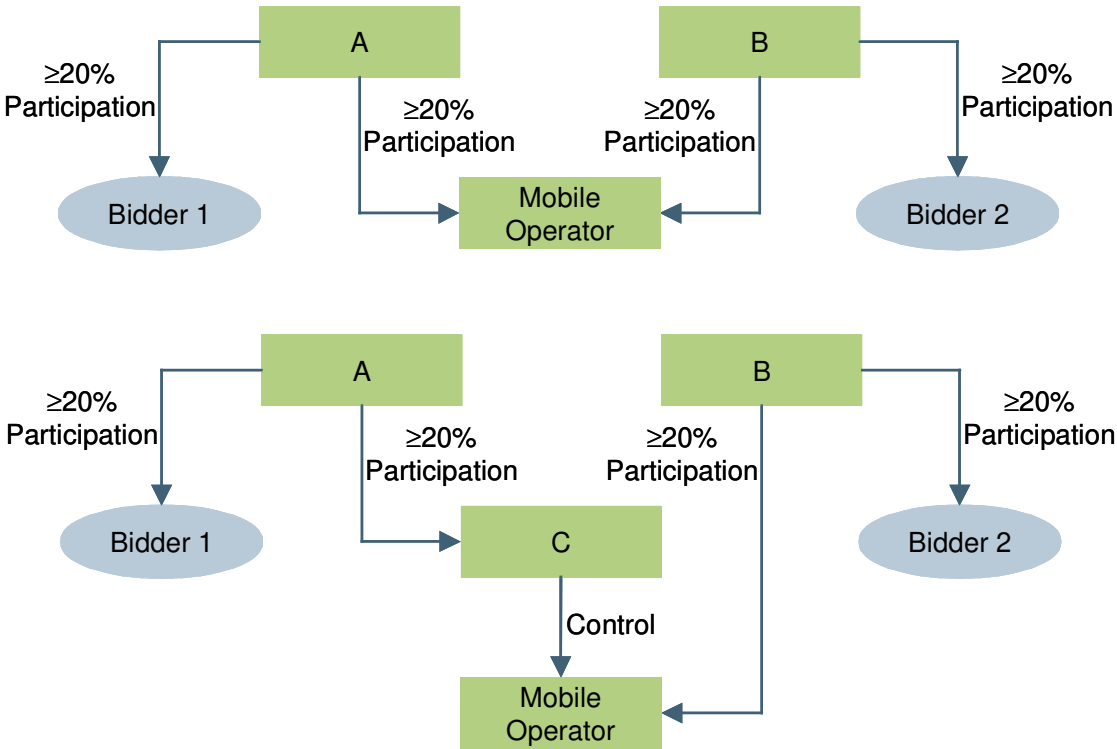 A
B
≥20%
Participation
≥20%
Participation
≥20%
Participation
≥20%
Participation
Bidder 1
Mobile
Operator
Bidder 2
A
B
≥20%
Participation
≥20%
Participation
≥20%
Participation
≥20%
Participation
Bidder 1
C
Bidder 2
Control
Mobile
Operator